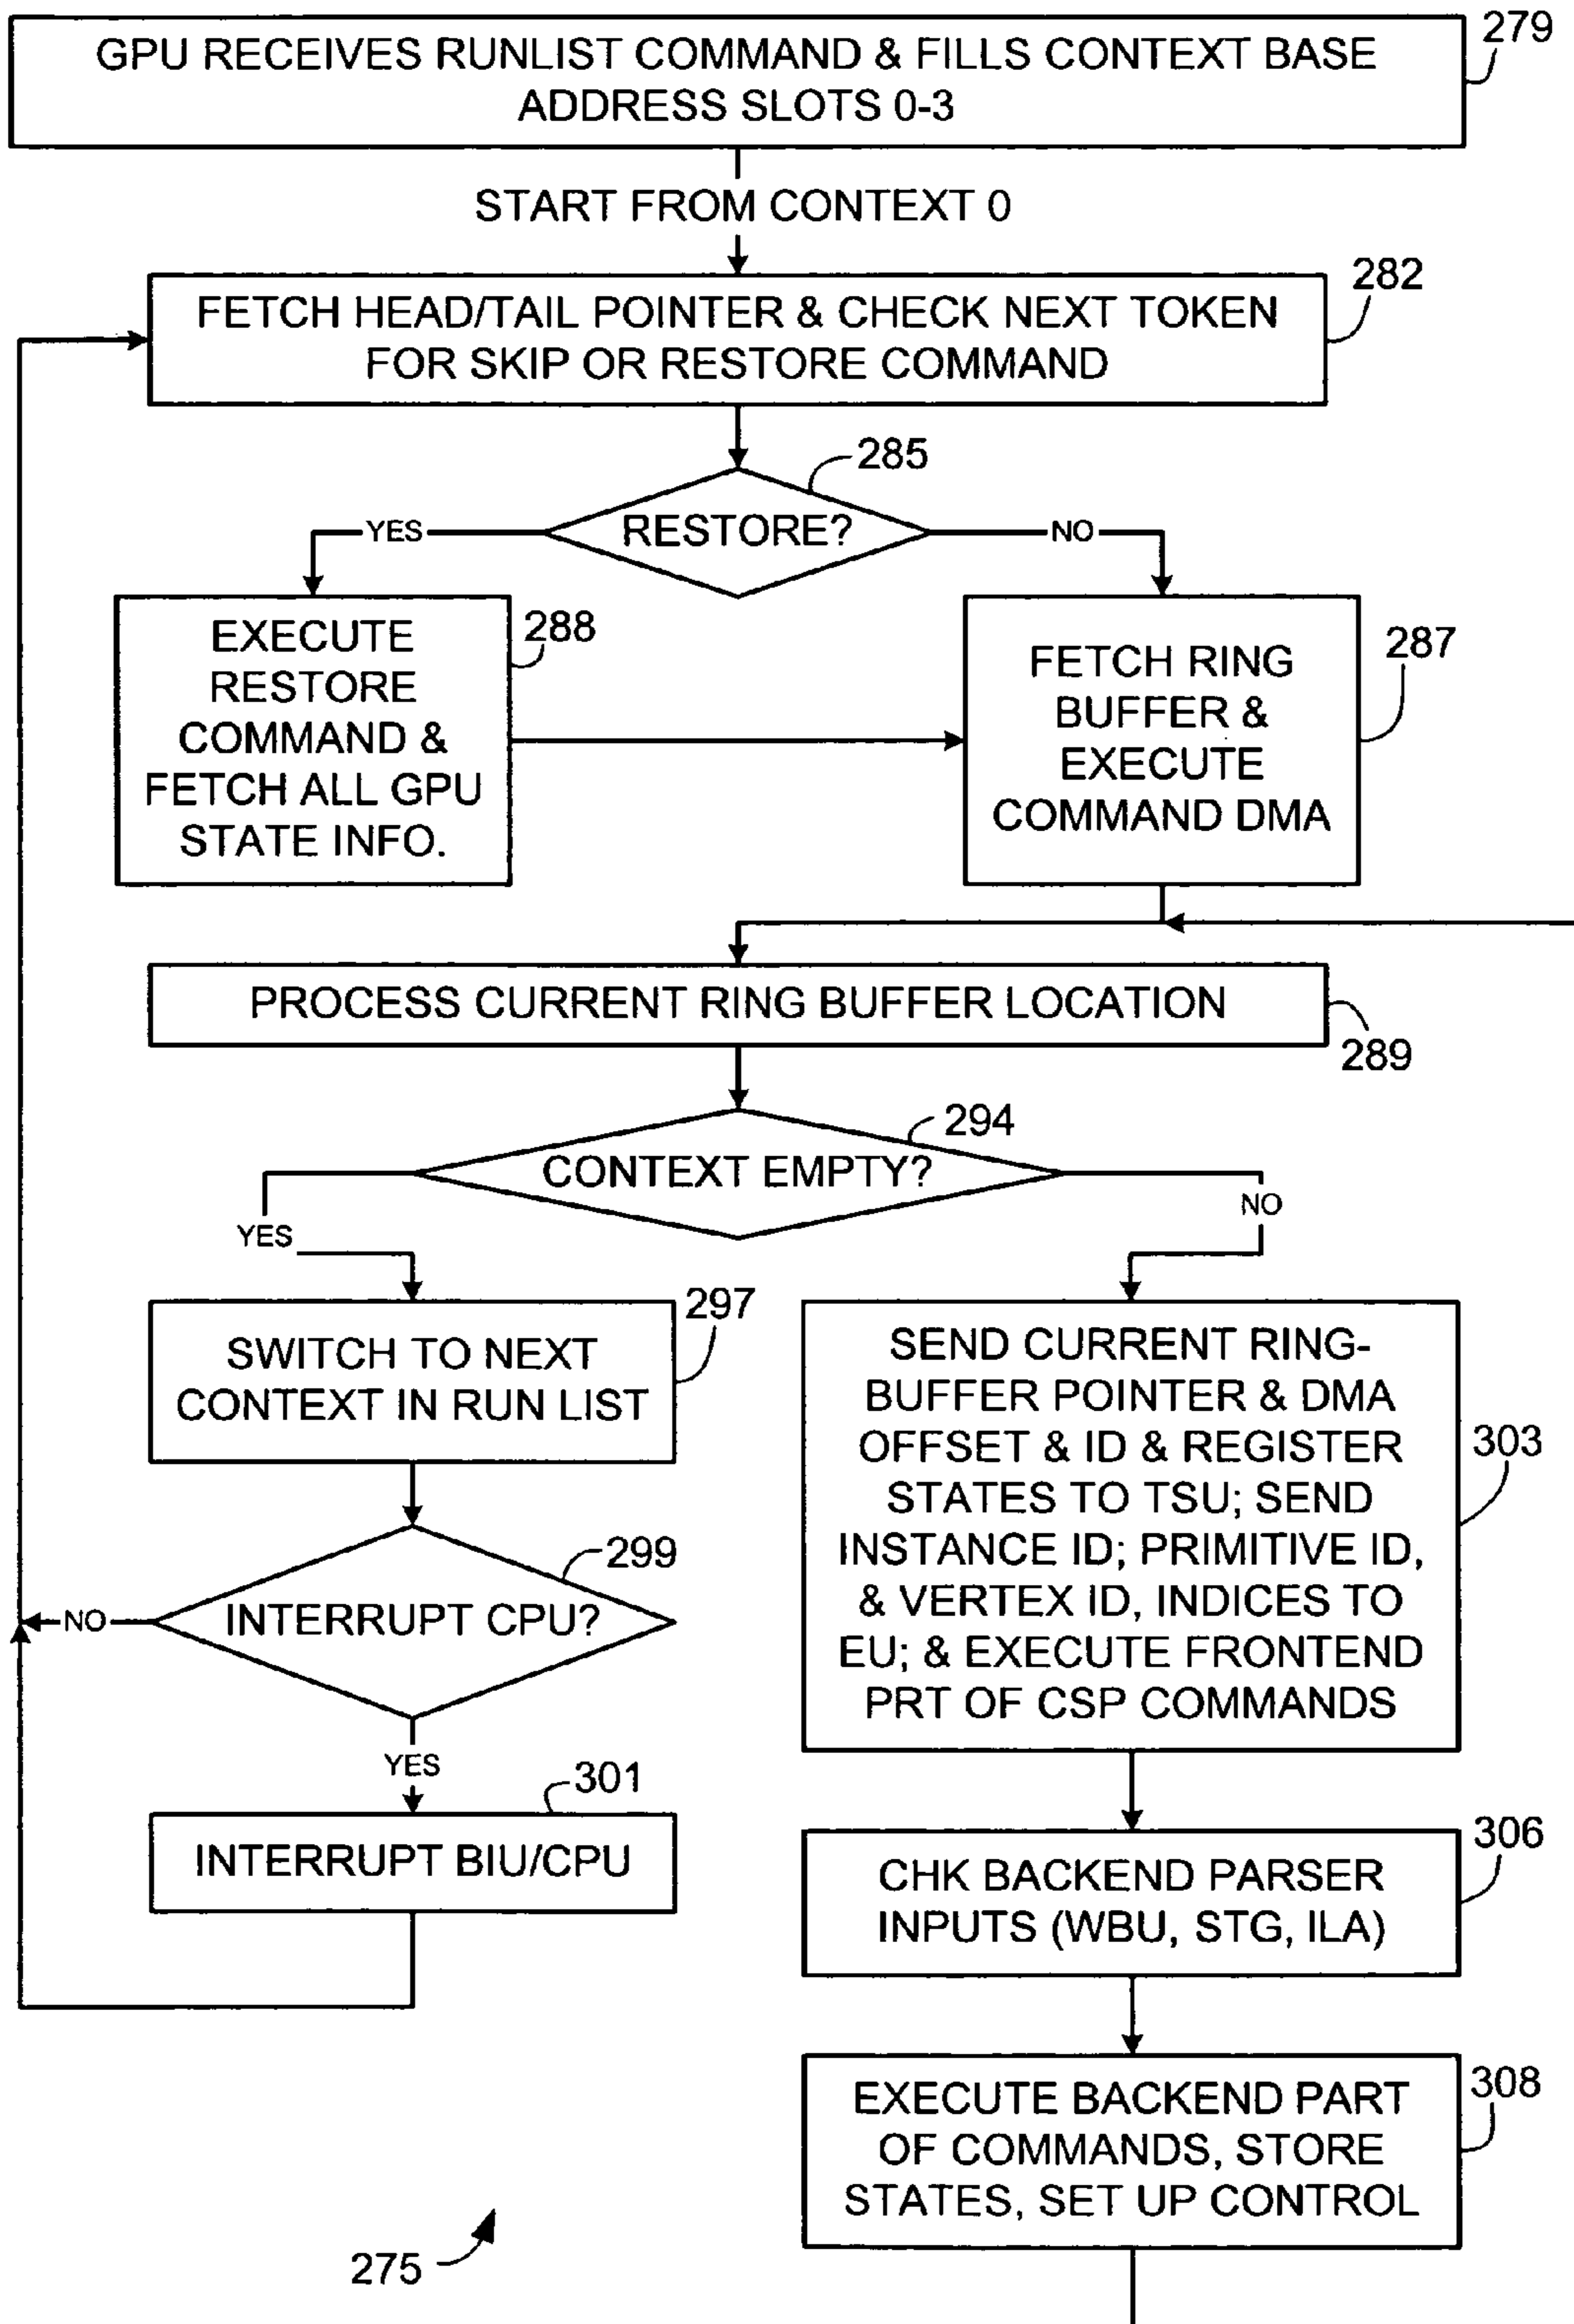 279
GPU RECEIVES RUNLIST COMMAND & FILLS CONTEXT BASE
ADDRESS SLOTS 0-3
START FROM CONTEXT 0
282
FETCH HEAD/TAIL POINTER & CHECK NEXT TOKEN
FOR SKIP OR RESTORE COMMAND
285
RESTORE?
YES
NO
288
EXECUTE
RESTORE
COMMAND &
FETCH ALL GPU
STATE INFO.
287
FETCH RING
BUFFER &
EXECUTE
COMMAND DMA
PROCESS CURRENT RING BUFFER LOCATION
289
294
CONTEXT EMPTY?
YES
NO
297
SWITCH TO NEXT
CONTEXT IN RUN LIST
299
INTERRUPT CPU?
NO
YES
301
INTERRUPT BIU/CPU
303
SEND CURRENT RING-
BUFFER POINTER & DMA
OFFSET & ID & REGISTER
STATES TO TSU; SEND
INSTANCE ID; PRIMITIVE ID,
& VERTEX ID, INDICES TO
EU; & EXECUTE FRONTEND
PRT OF CSP COMMANDS
306
CHK BACKEND PARSER
INPUTS (WBU, STG, ILA)
308
EXECUTE BACKEND PART
OF COMMANDS, STORE
STATES, SET UP CONTROL
275